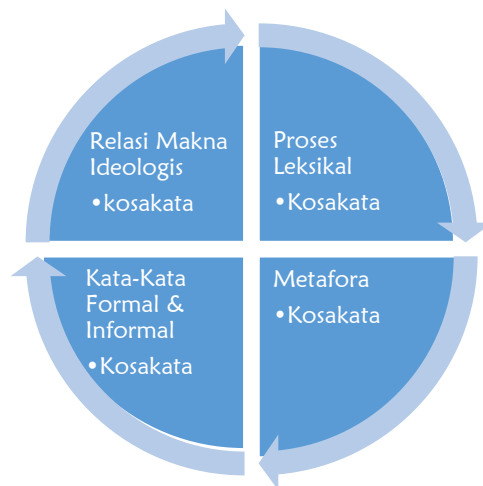 Relasi Makna
Ideologis
•kosakata
Proses
Leksikal
•Kosakata
Kata-Kata
Formal &
Informal
•Kosakata
Metafora
•Kosakata